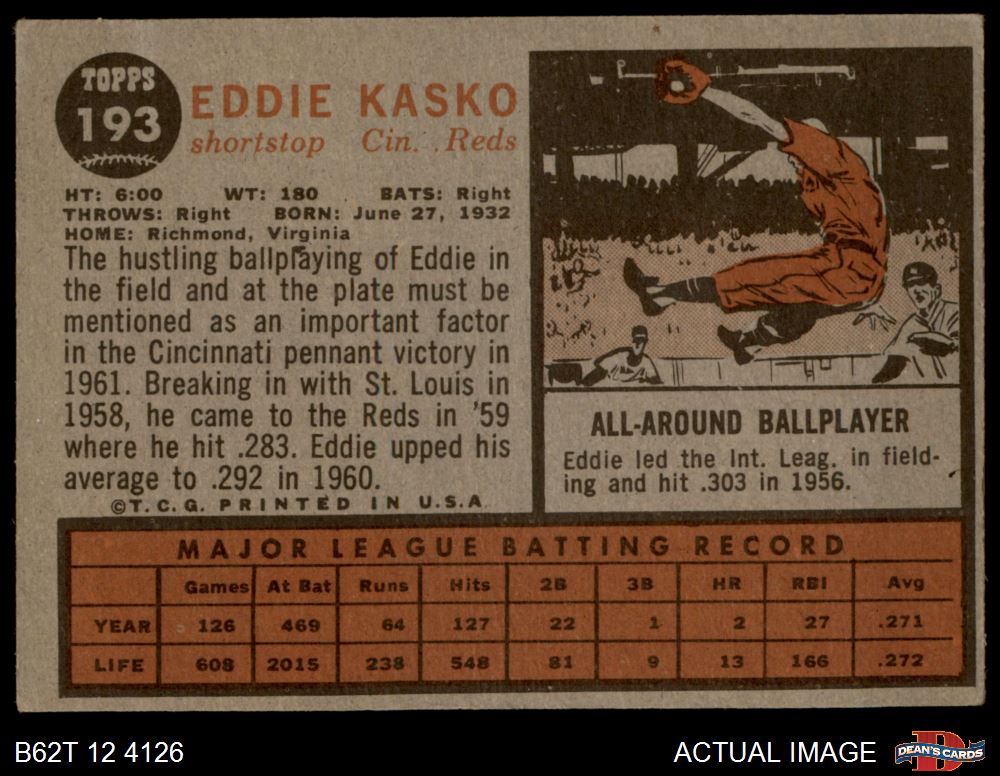 TOPPS
193
EDDIE KASKO
shortstop Cin. Reds
HT: 6:00 WT: 180 BATS: Right
THROWS: Right BORN: June 27, 1932
HOME: Richmond, Virginia
The hustling ballplaying of Eddie in
the field and at the plate must be
mentioned as an important factor
in the Cincinnati pennant victory in
1961. Breaking in with St. Louis in
1958, he came to the Reds in '59
where he hit .283. Eddie upped his
average to .292 in 1960.
©T.C.G. PRINTED IN U.S.A
ALL-AROUND BALLPLAYER
Eddie led the Int. Leag. in field-
ing and hit .303 in 1956.
MAJOR LEAGUE BATTING RECORD
Games At Bat Runs Hits 2B 3B HR RBI Avg
YEAR 126 469 64 127 22 1 2 27 .271
LIFE 608 2015 238 548 81 9 13 166 .272
B62T 12 4126
ACTUAL IMAGE
DEAN'S CARDS